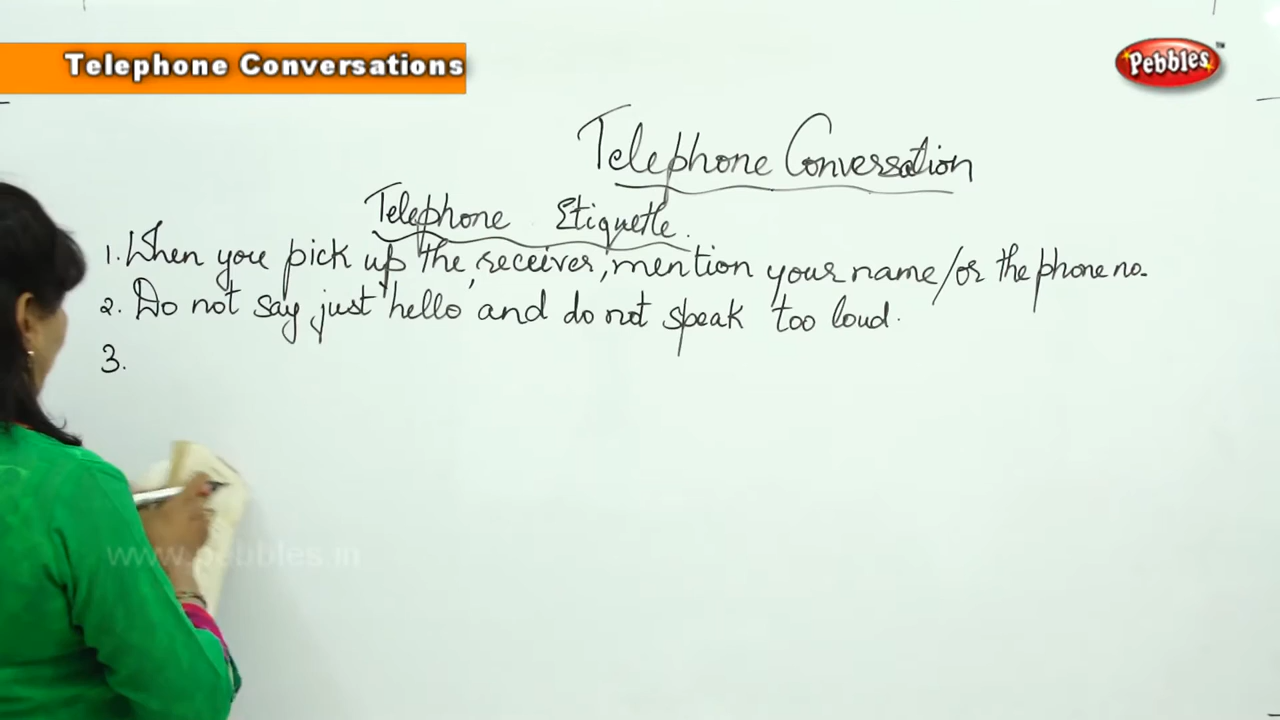 Telephone Conversations
Pebbles™
Telephone Conversation
Telephone Etiquette.
1. When you pick up the receiver, mention your name/or the phone no.
2. Do not say just 'hello' and do not speak too loud.
3.
www.pebbles.in